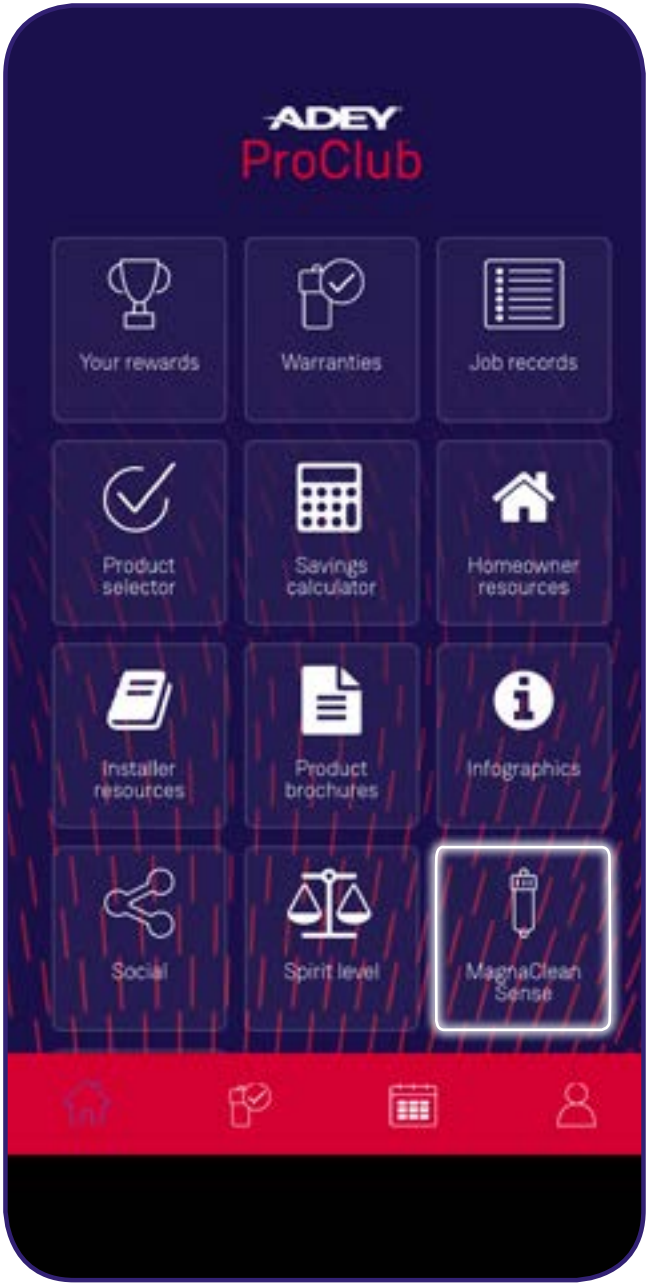 ADEY
ProClub
Your rewards
Warranties
Job records
Product
selector
Savings
calculator
Homeowner
resources
Installer
resources
Product
brochures
Infographics
Social
Spirit level
MagnaClean
Sense